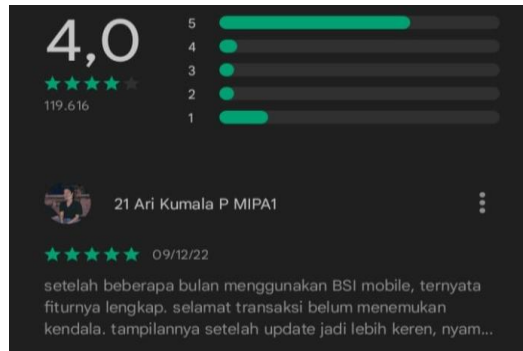 4,0
119.616
5
4
3
2
1
21 Ari Kumala P MIPA1
09/12/22
setelah beberapa bulan menggunakan BSI mobile, ternyata
fiturnya lengkap. selamat transaksi belum menemukan
kendala. tampilannya setelah update jadi lebih keren, nyam...